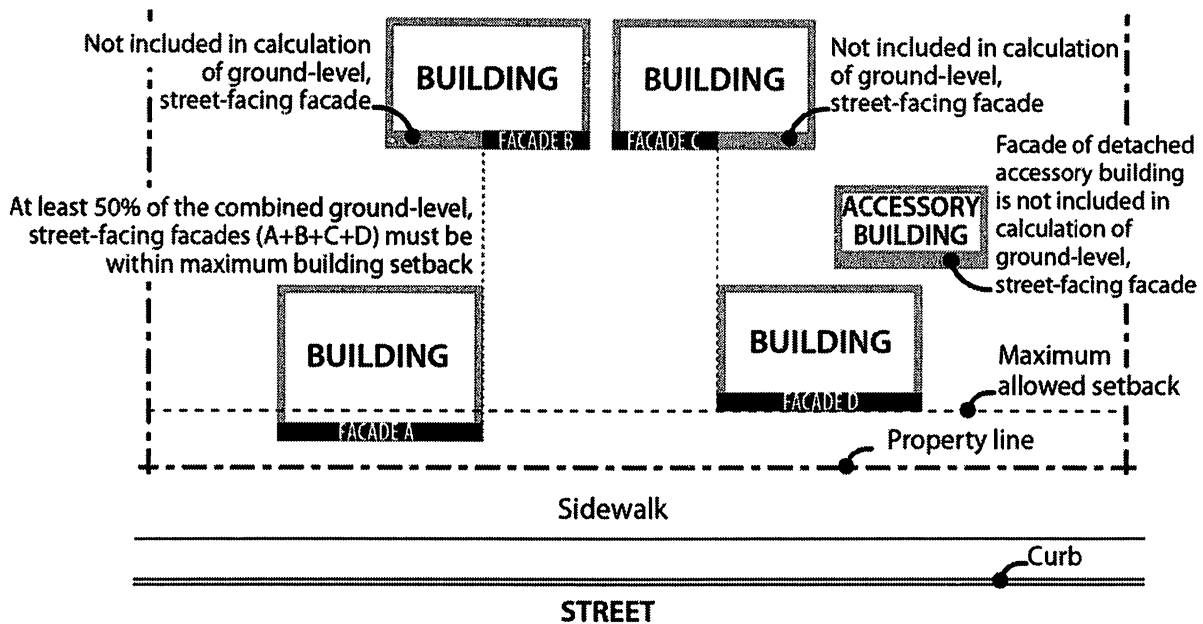 Not included in calculation
of ground-level,
street-facing facade
BUILDING
FACADE B
BUILDING
FACADE C
Not included in calculation
of ground-level,
street-facing facade
Facade of detached
accessory building
is not included in
calculation of
ground-level,
street-facing facade
ACCESSORY
BUILDING
At least 50% of the combined ground-level,
street-facing facades (A+B+C+D) must be
within maximum building setback
BUILDING
FACADE A
BUILDING
FACADE D
Maximum
allowed setback
Property line
Sidewalk
Curb
STREET